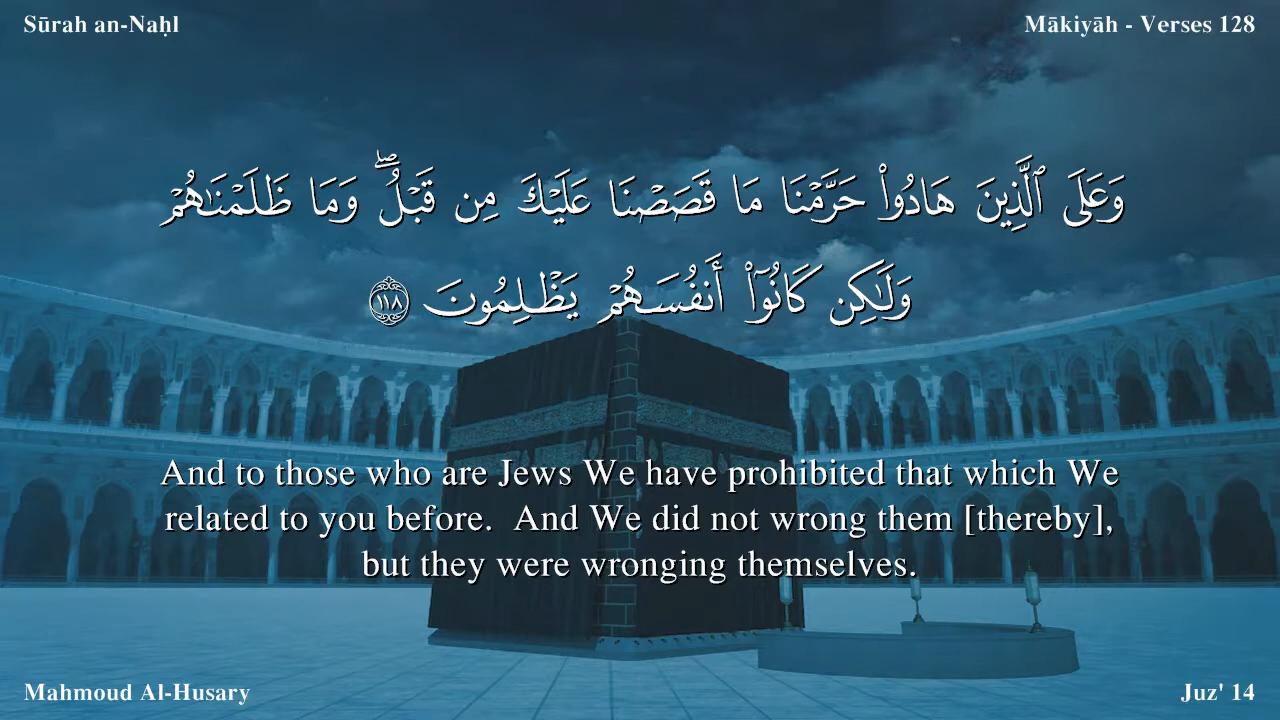 Sūrah an-Naḥl
Mākiyāh - Verses 128
وَعَلَى ٱلَّذِينَ هَادُوا۟ حَرَّمْنَا مَا قَصَصْنَا عَلَيْكَ مِن قَبْلُ ۖ وَمَا ظَلَمْنَـٰهُمْ
وَلَـٰكِن كَانُوٓا۟ أَنفُسَهُمْ يَظْلِمُونَ ١١٨
And to those who are Jews We have prohibited that which We
related to you before.  And We did not wrong them [thereby],
but they were wronging themselves.
Mahmoud Al-Husary
Juz' 14